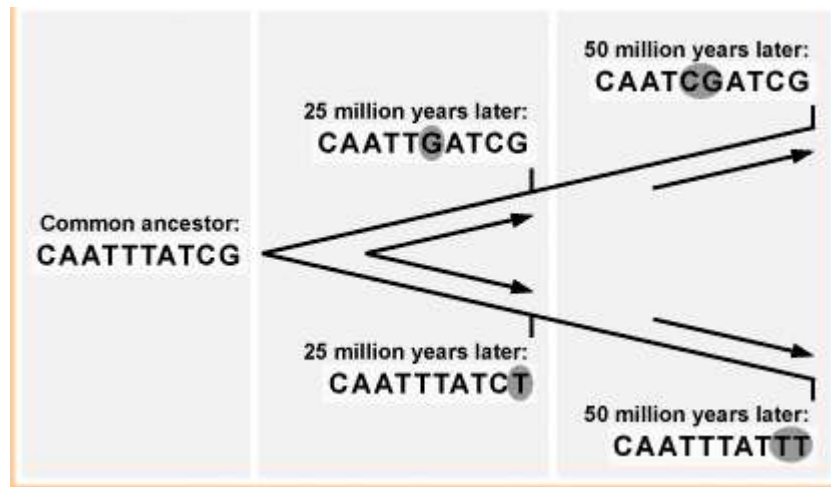 Common ancestor:
CAATTTATCG
25 million years later:
CAATTGATCG
25 million years later:
CAATTTATCT
50 million years later:
CAATCGATCG
50 million years later:
CAATTTATTT